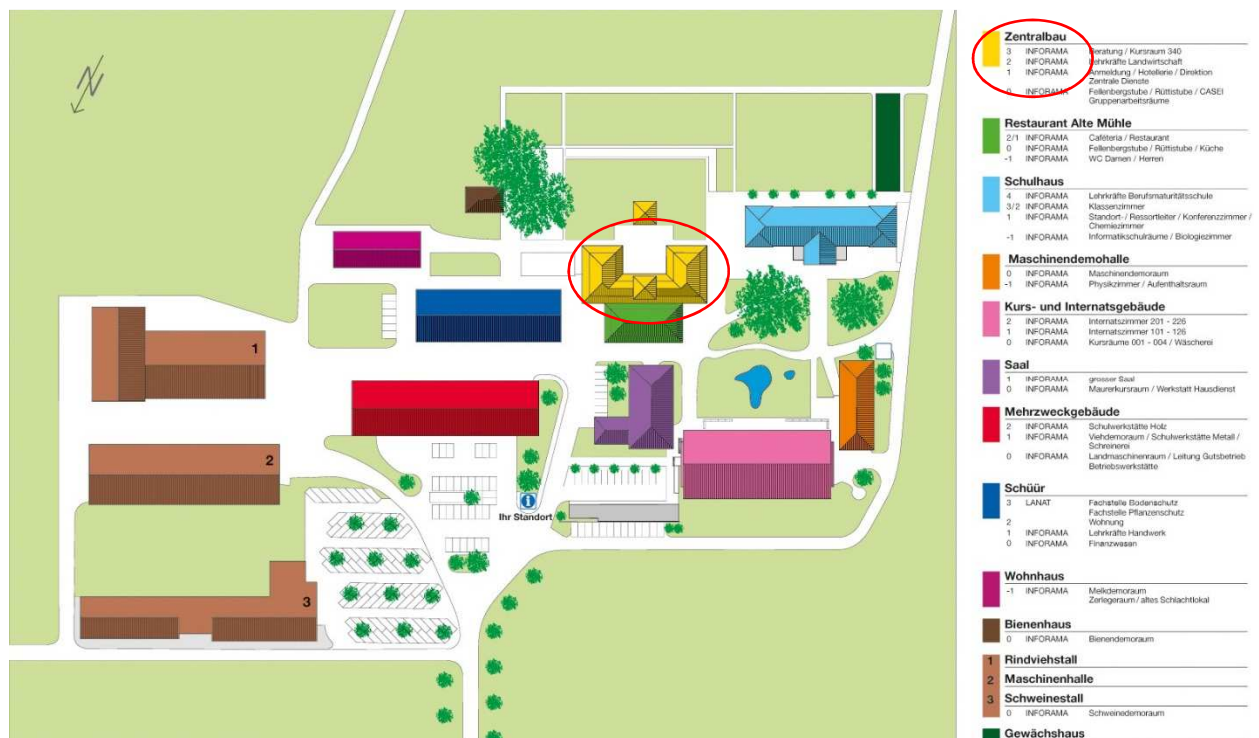 N
1
2
3
Ihr Standort
Zentralbau
3 INFORAMA Beratung / Kursraum 340
2 INFORAMA Lehrkräfte Landwirtschaft
1 INFORAMA Anmeldung / Hotellerie / Direktion
Zentrale Dienste
0 INFORAMA Fellenbergstube / Rüttistube / CASEI
Gruppenarbeitsräume
Restaurant Alte Mühle
2/1 INFORAMA Caféteria / Restaurant
0 INFORAMA Fellenbergstube / Rüttistube / Küche
-1 INFORAMA WC Damen / Herren
Schulhaus
4 INFORAMA Lehrkräfte Berufsmaturitätsschule
3/2 INFORAMA Klassenzimmer
1 INFORAMA Standort- / Ressortleiter / Konferenzzimmer /
Chemiezimmer
-1 INFORAMA Informatikschulräume / Biologiezimmer
Maschinendemohalle
0 INFORAMA Maschinendemoraum
-1 INFORAMA Physikzimmer / Aufenthaltsraum
Kurs- und Internatsgebäude
2 INFORAMA Internatszimmer 201 - 226
1 INFORAMA Internatszimmer 101 - 126
0 INFORAMA Kursräume 001 - 004 / Wäscherei
Saal
1 INFORAMA grosser Saal
0 INFORAMA Maurerkursraum / Werkstatt Hausdienst
Mehrzweckgebäude
2 INFORAMA Schulwerkstätte Holz
1 INFORAMA Viehdemoraum / Schulwerkstätte Metall /
Schreinerei
0 INFORAMA Landmaschinenraum / Leitung Gutsbetrieb
Betriebswerkstätte
Schüür
3 LANAT Fachstelle Bodenschutz
Fachstelle Pflanzenschutz
2 Wohnung
1 INFORAMA Lehrkräfte Handwerk
0 INFORAMA Finanzwesen
Wohnhaus
-1 INFORAMA Melkdemoraum
Zerlegeraum / altes Schlachtlokal
Bienenhaus
0 INFORAMA Bienendemoraum
1 Rindviehstall
2 Maschinenhalle
3 Schweinestall
0 INFORAMA Schweinedemoraum
Gewächshaus